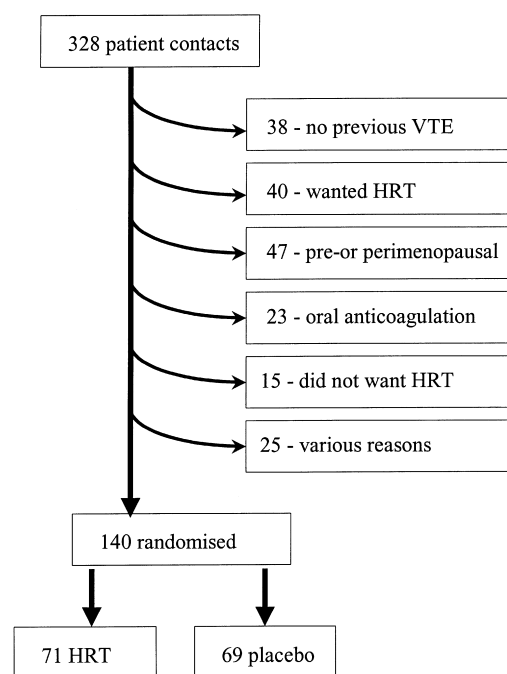 328 patient contacts
38 - no previous VTE
40 - wanted HRT
47 - pre-or perimenopausal
23 - oral anticoagulation
15 - did not want HRT
25 - various reasons
140 randomised
71 HRT
69 placebo